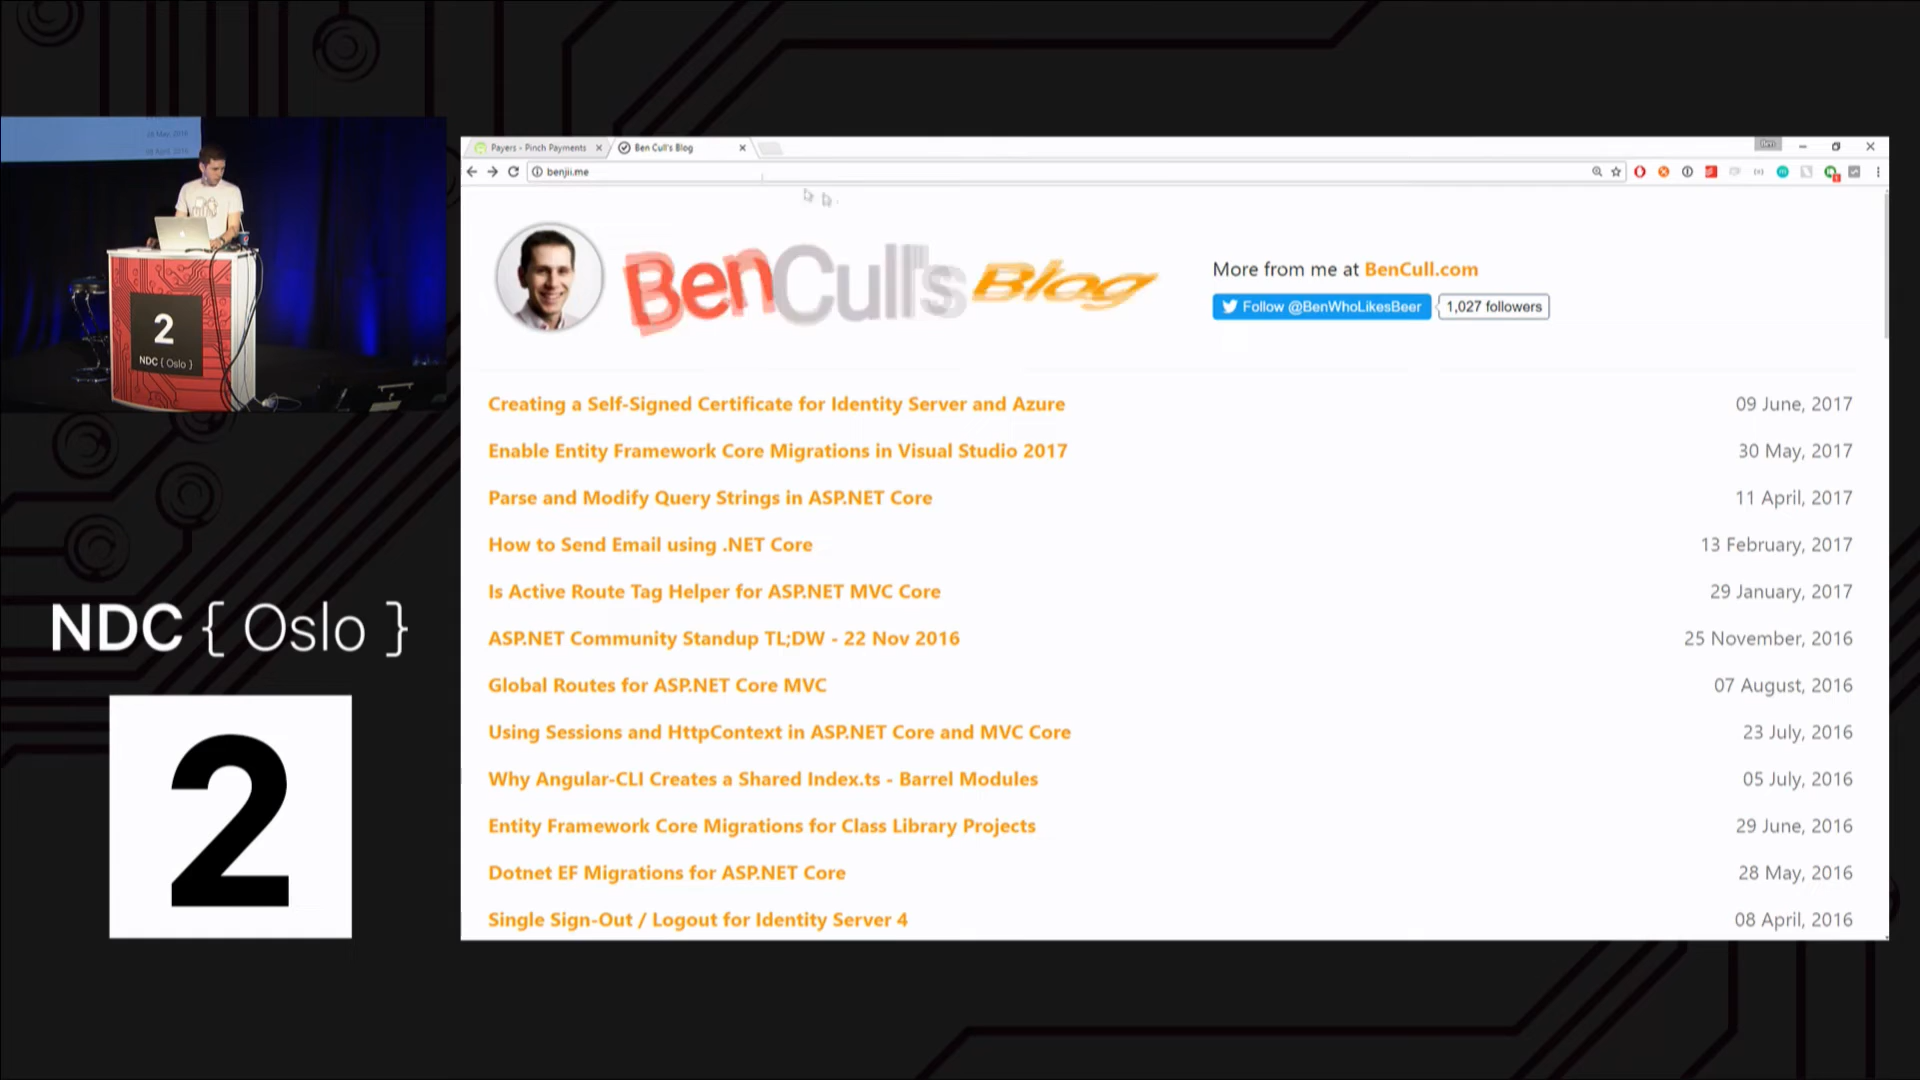 28 May, 2016
08 April, 2016
2
NDC { Oslo }
NDC { Oslo }
2
Payers - Pinch Payments
Ben Cull's Blog
Ben
benjii.me
BenCull's Blog
More from me at BenCull.com
Follow @BenWhoLikesBeer 1,027 followers
Creating a Self-Signed Certificate for Identity Server and Azure 09 June, 2017
Enable Entity Framework Core Migrations in Visual Studio 2017 30 May, 2017
Parse and Modify Query Strings in ASP.NET Core 11 April, 2017
How to Send Email using .NET Core 13 February, 2017
Is Active Route Tag Helper for ASP.NET MVC Core 29 January, 2017
ASP.NET Community Standup TL;DW - 22 Nov 2016 25 November, 2016
Global Routes for ASP.NET Core MVC 07 August, 2016
Using Sessions and HttpContext in ASP.NET Core and MVC Core 23 July, 2016
Why Angular-CLI Creates a Shared Index.ts - Barrel Modules 05 July, 2016
Entity Framework Core Migrations for Class Library Projects 29 June, 2016
Dotnet EF Migrations for ASP.NET Core 28 May, 2016
Single Sign-Out / Logout for Identity Server 4 08 April, 2016